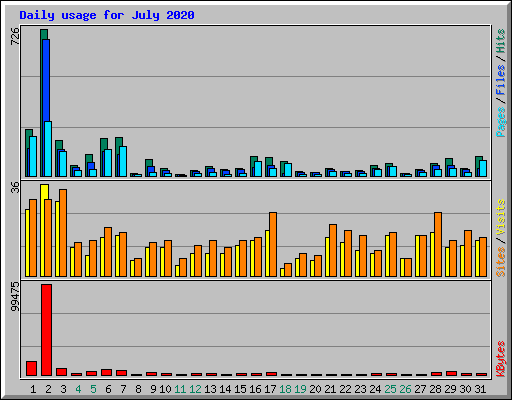 Daily usage for July 2020
726
Pages / Files / Hits
36
Sites / Visits
99475
KBytes
1 2 3 4 5 6 7 8 9 10 11 12 13 14 15 16 17 18 19 20 21 22 23 24 25 26 27 28 29 30 31